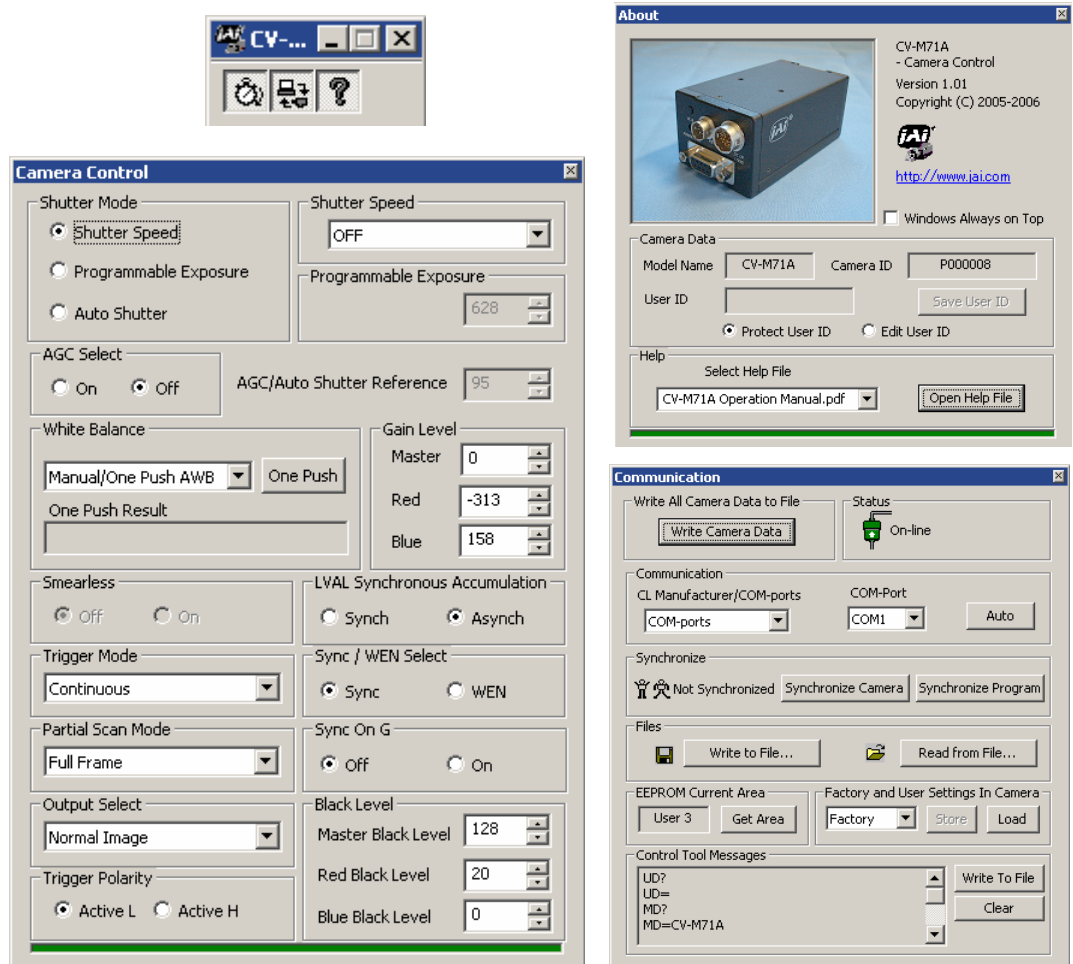 CV-...
Camera Control
Shutter Mode
Shutter Speed
Programmable Exposure
Auto Shutter
Shutter Speed
OFF
Programmable Exposure
628
AGC Select
On Off
AGC/Auto Shutter Reference 95
White Balance
Manual/One Push AWB One Push
One Push Result
Gain Level
Master 0
Red -313
Blue 158
Smearless
Off On
LVAL Synchronous Accumulation
Synch Asynch
Trigger Mode
Continuous
Sync / WEN Select
Sync WEN
Partial Scan Mode
Full Frame
Sync On G
Off On
Output Select
Normal Image
Black Level
Master Black Level 128
Red Black Level 20
Blue Black Level 0
Trigger Polarity
Active L Active H
About
CV-M71A
- Camera Control
Version 1.01
Copyright (C) 2005-2006
JAI
http://www.jai.com
Windows Always on Top
Camera Data
Model Name CV-M71A Camera ID P000008
User ID Save User ID
Protect User ID Edit User ID
Help
Select Help File
CV-M71A Operation Manual.pdf Open Help File
Communication
Write All Camera Data to File
Write Camera Data
Status
On-line
Communication
CL Manufacturer/COM-ports COM-Port
COM-ports COM1 Auto
Synchronize
Not Synchronized Synchronize Camera Synchronize Program
Files
Write to File... Read from File...
EEPROM Current Area
User 3 Get Area
Factory and User Settings In Camera
Factory Store Load
Control Tool Messages
UD?
UD=
MD?
MD=CV-M71A
Write To File
Clear